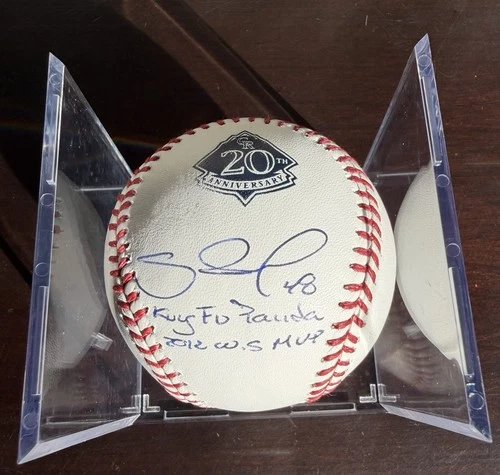 CR
20TH
ANNIVERSARY
48
Kung Fu Panda
2012 W.S MVP